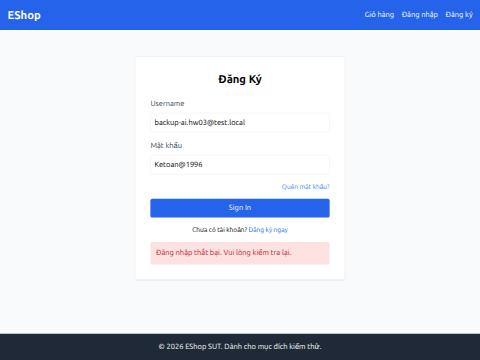 EShop
Giỏ hàng Đăng nhập Đăng ký
Đăng Ký
Username
backup-ai.hw03@test.local
Mật khẩu
Ketoan@1996
Quên mật khẩu?
Sign In
Chưa có tài khoản? Đăng ký ngay
Đăng nhập thất bại. Vui lòng kiểm tra lại.
© 2026 EShop SUT. Dành cho mục đích kiểm thử.